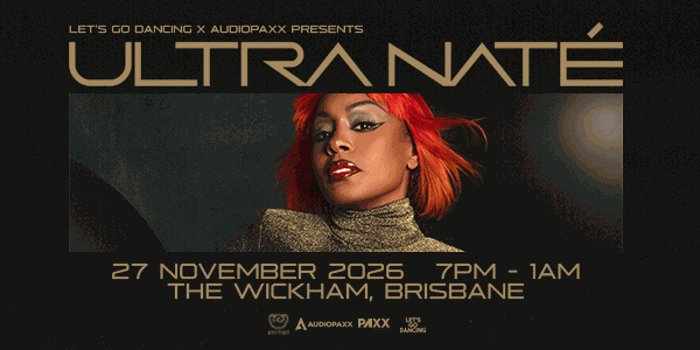 LET'S GO DANCING X AUDIOPAXX PRESENTS
ULTRA NATÉ
27 NOVEMBER 2026 7PM - 1AM
THE WICKHAM, BRISBANE
AUDIOPAXX PAXX LET'S GO DANCING